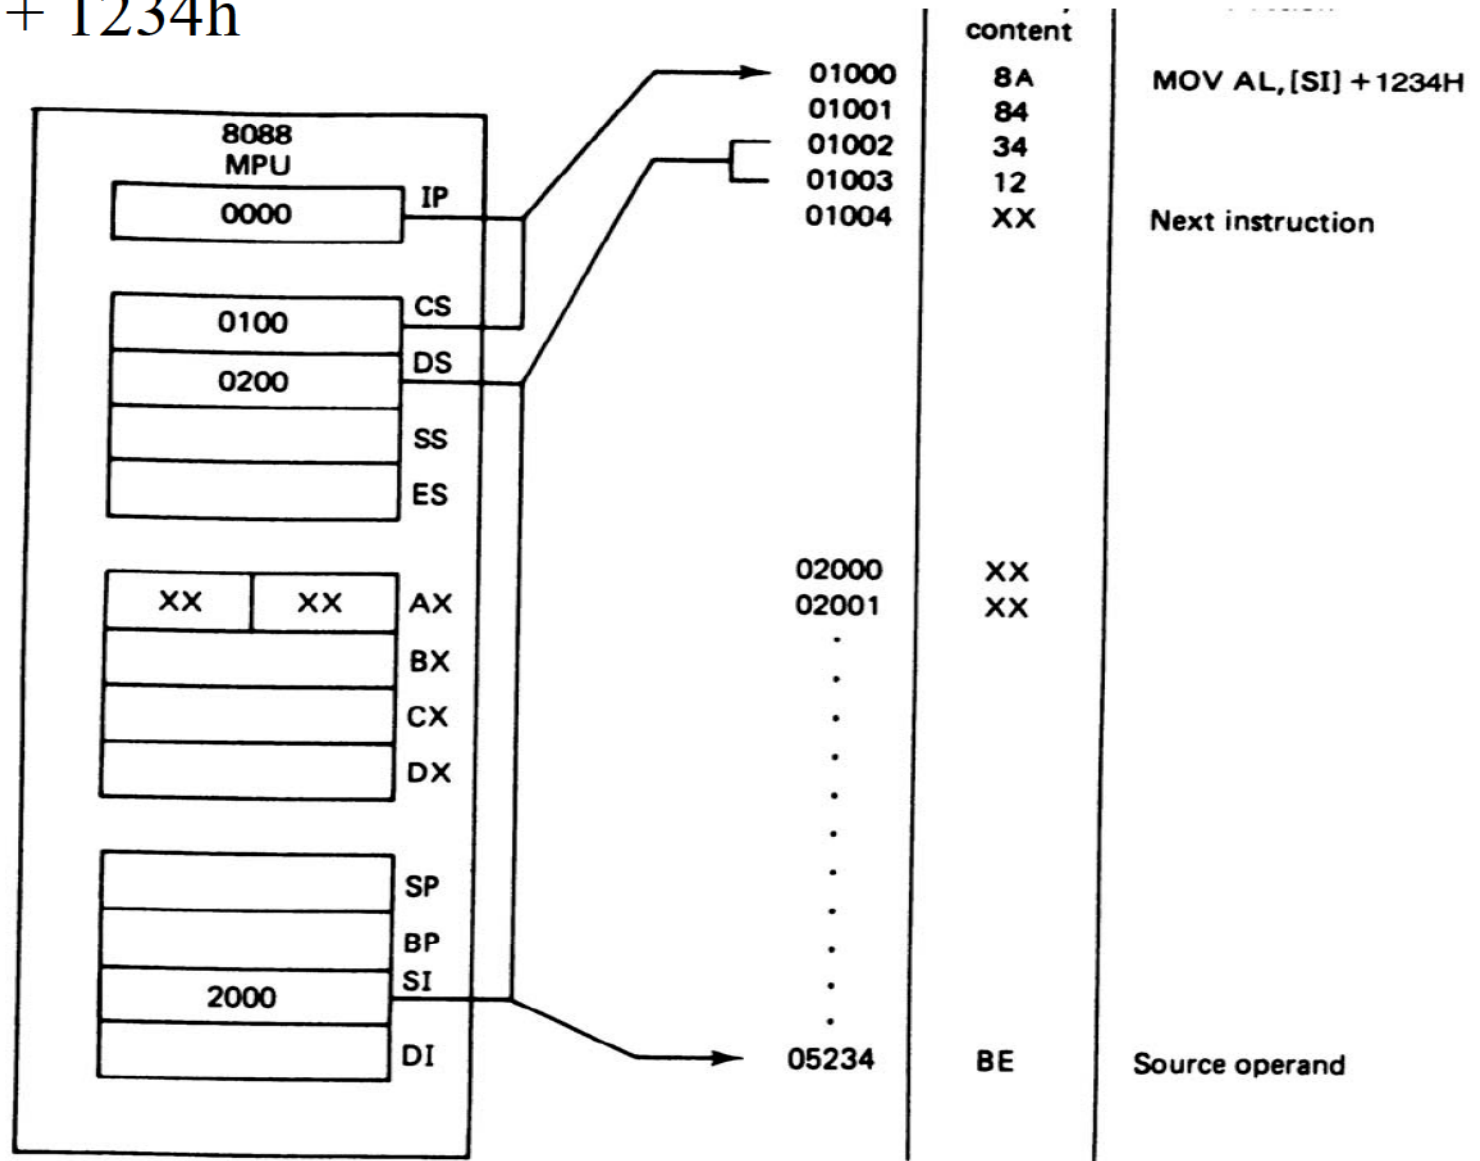 + 1234h
content
01000 8A MOV AL, [SI] + 1234H
01001 84
01002 34
01003 12
01004 XX Next instruction
02000 XX
02001 XX
05234 BE Source operand
8088
MPU
0000 IP
0100 CS
0200 DS
SS
ES
XX XX AX
BX
CX
DX
SP
BP
2000 SI
DI